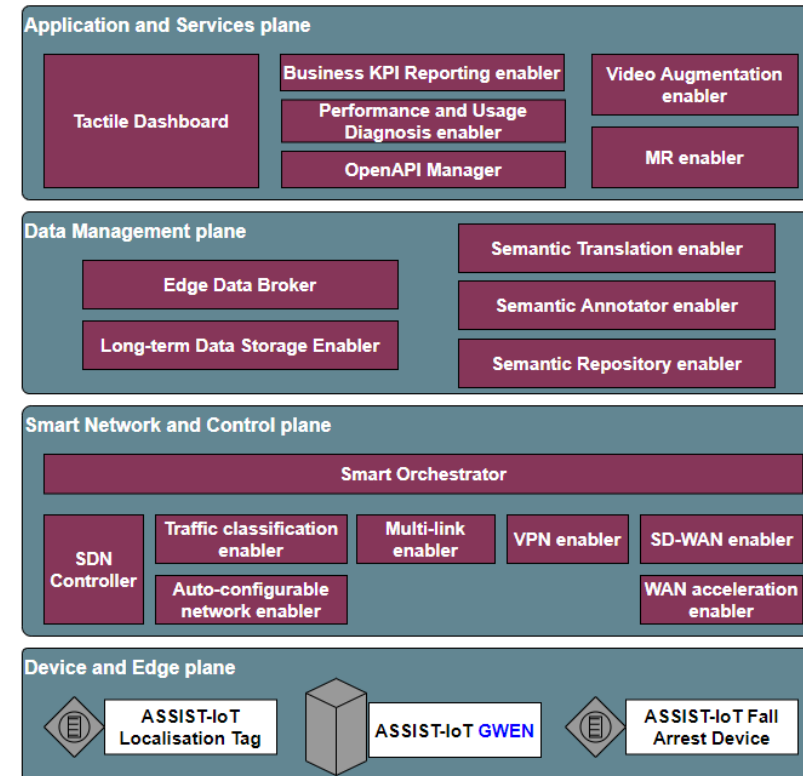 Application and Services plane
Tactile Dashboard
Business KPI Reporting enabler
Performance and Usage
Diagnosis enabler
OpenAPI Manager
Video Augmentation
enabler
MR enabler
Data Management plane
Edge Data Broker
Long-term Data Storage Enabler
Semantic Translation enabler
Semantic Annotator enabler
Semantic Repository enabler
Smart Network and Control plane
Smart Orchestrator
SDN
Controller
Traffic classification
enabler
Auto-configurable
network enabler
Multi-link
enabler
VPN enabler
SD-WAN enabler
WAN acceleration
enabler
Device and Edge plane
ASSIST-IoT
Localisation Tag
ASSIST-IoT GWEN
ASSIST-IoT Fall
Arrest Device